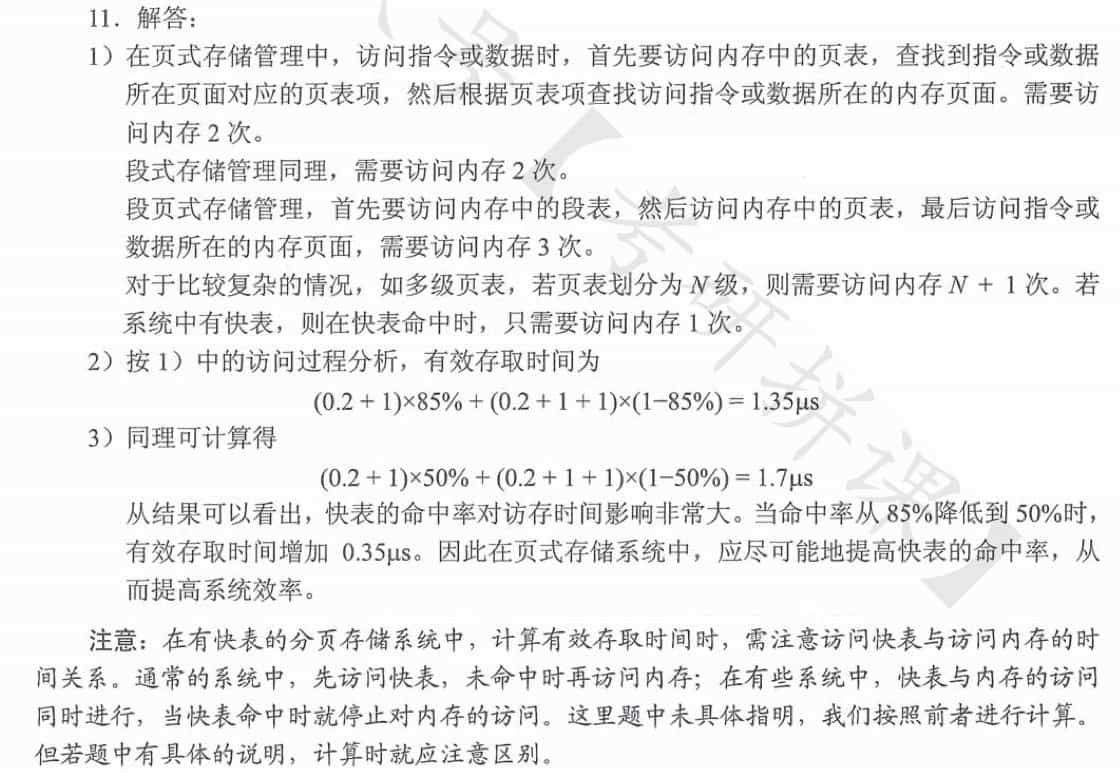 11．解答：
1）在页式存储管理中，访问指令或数据时，首先要访问内存中的页表，查找到指令或数据
所在页面对应的页表项，然后根据页表项查找访问指令或数据所在的内存页面。需要访
问内存 2 次。
段式存储管理同理，需要访问内存 2 次。
段页式存储管理，首先要访问内存中的段表，然后访问内存中的页表，最后访问指令或
数据所在的内存页面，需要访问内存 3 次。
对于比较复杂的情况，如多级页表，若页表划分为 N 级，则需要访问内存 N + 1 次。若
系统中有快表，则在快表命中时，只需要访问内存 1 次。
2）按 1）中的访问过程分析，有效存取时间为
(0.2 + 1)×85% + (0.2 + 1 + 1)×(1−85%) = 1.35μs
3）同理可计算得
(0.2 + 1)×50% + (0.2 + 1 + 1)×(1−50%) = 1.7μs
从结果可以看出，快表的命中率对访存时间影响非常大。当命中率从 85%降低到 50%时，
有效存取时间增加 0.35μs。因此在页式存储系统中，应尽可能地提高快表的命中率，从
而提高系统效率。
注意：在有快表的分页存储系统中，计算有效存取时间时，需注意访问快表与访问内存的时
间关系。通常的系统中，先访问快表，未命中时再访问内存；在有些系统中，快表与内存的访问
同时进行，当快表命中时就停止对内存的访问。这里题中未具体指明，我们按照前者进行计算。
但若题中有具体的说明，计算时就应注意区别。
号【考研拼课】